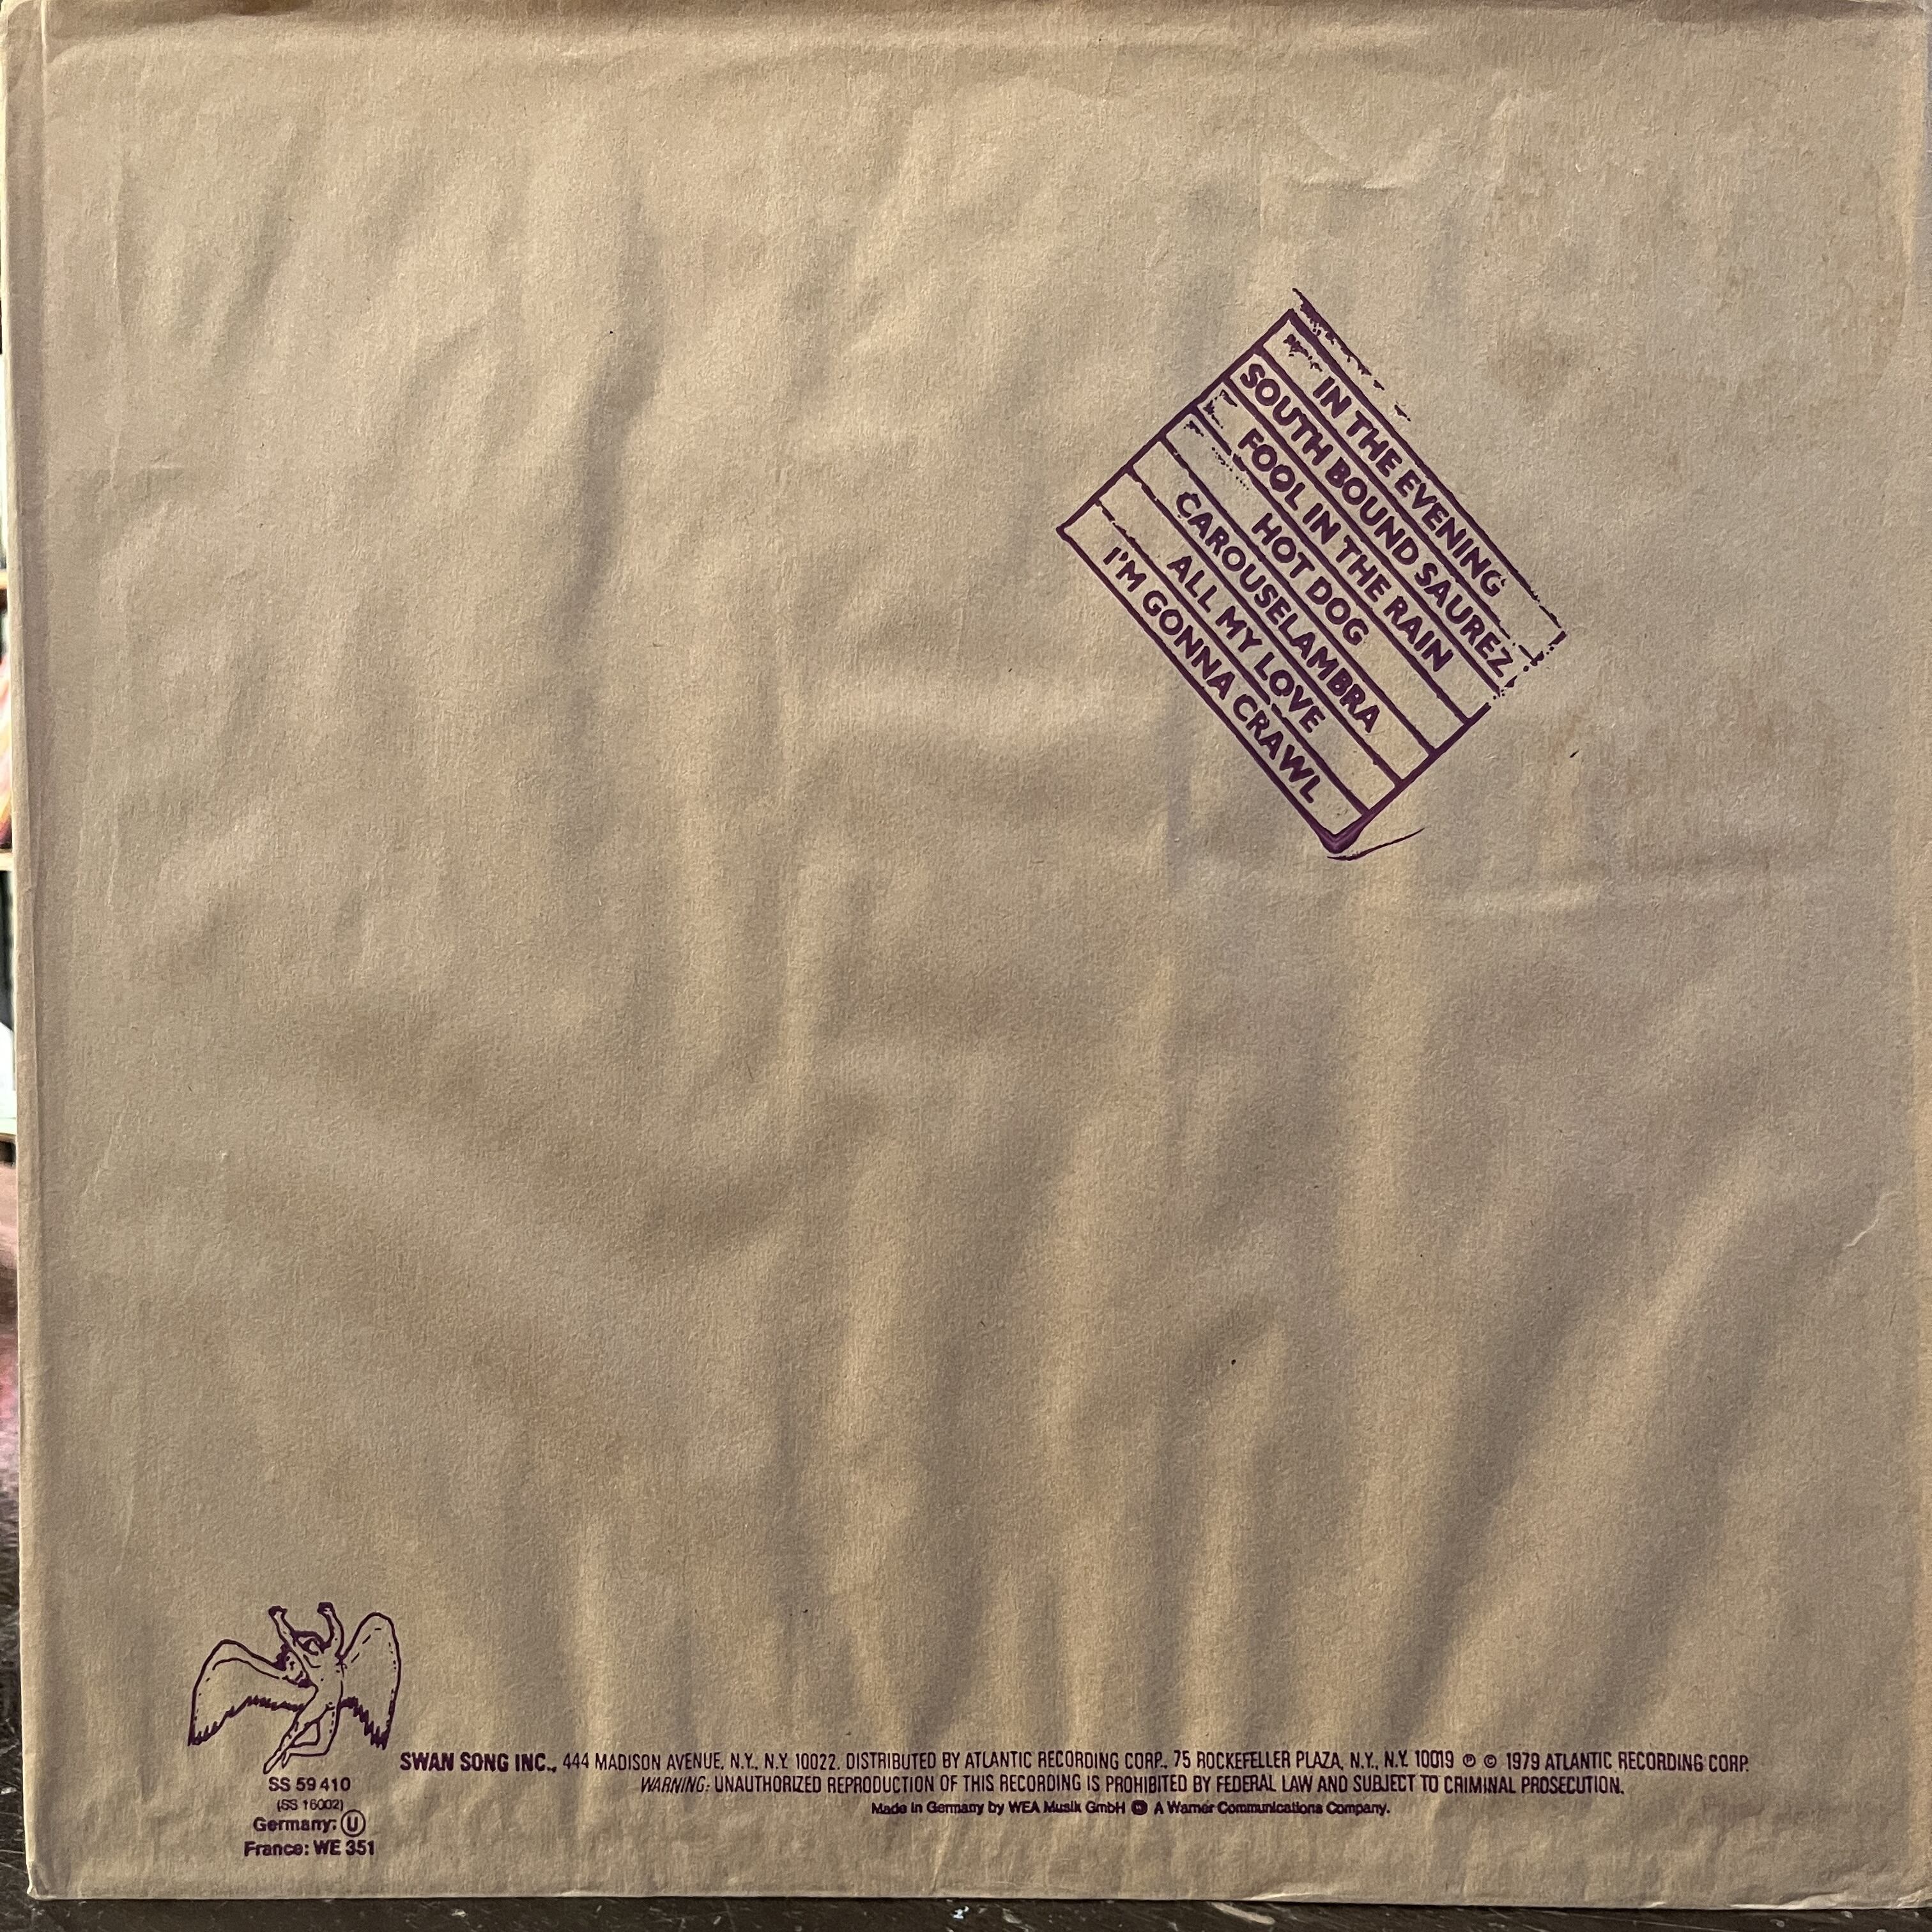 IN THE EVENING
SOUTH BOUND SAUREZ
FOOL IN THE RAIN
HOT DOG
CAROUSELAMBRA
ALL MY LOVE
I'M GONNA CRAWL
SWAN SONG INC., 444 MADISON AVENUE, N.Y., N.Y. 10022. DISTRIBUTED BY ATLANTIC RECORDING CORP., 75 ROCKEFELLER PLAZA, N.Y., N.Y. 10019 ℗ © 1979 ATLANTIC RECORDING CORP.
WARNING: UNAUTHORIZED REPRODUCTION OF THIS RECORDING IS PROHIBITED BY FEDERAL LAW AND SUBJECT TO CRIMINAL PROSECUTION.
Made in Germany by WEA Musik GmbH A Warner Communications Company.
SS 59 410
(SS 16002)
Germany: Ⓤ
France: WE 351